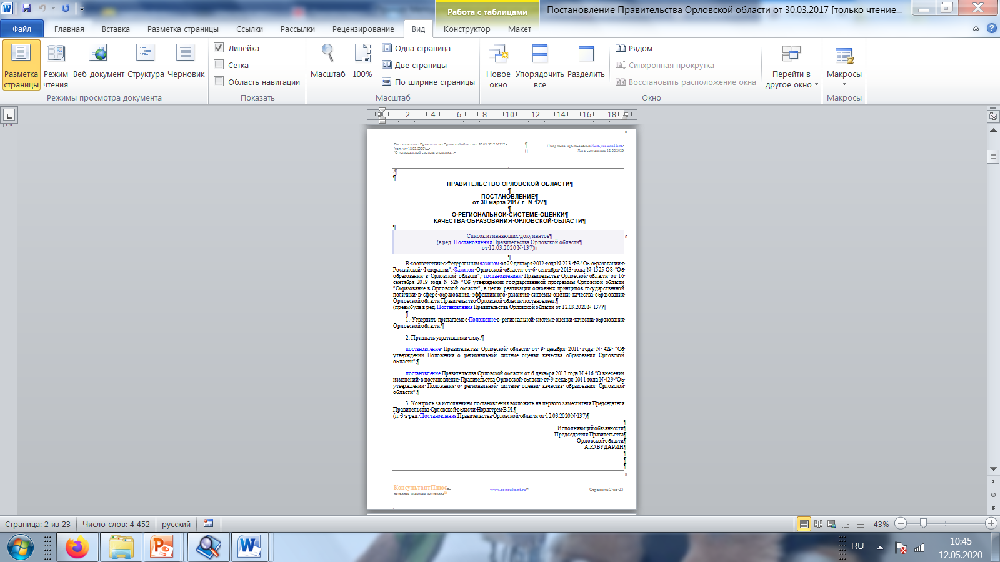 Работа с таблицами
Постановление Правительства Орловской области от 30.03.2017 [только чтение...
Файл Главная Вставка Разметка страницы Ссылки Рассылки Рецензирование Вид Конструктор Макет
Разметка страницы
Режим чтения
Веб-документ
Структура
Черновик
Режимы просмотра документа
Линейка
Сетка
Область навигации
Показать
Масштаб
100%
Одна страница
Две страницы
По ширине страницы
Масштаб
Новое окно
Упорядочить все
Разделить
Рядом
Синхронная прокрутка
Восстановить расположение окна
Перейти в другое окно
Окно
Макросы
Макросы
2 4 6 8 10 12 14 16 18
Постановление Правительства Орловской области от 30.03.2017 N 127
(ред. от 12.03.2020)
"О региональной системе оценки ка...
Документ предоставлен КонсультантПлюс
Дата сохранения: 12.05.2020
ПРАВИТЕЛЬСТВО ОРЛОВСКОЙ ОБЛАСТИ
ПОСТАНОВЛЕНИЕ
от 30 марта 2017 г. N 127
О РЕГИОНАЛЬНОЙ СИСТЕМЕ ОЦЕНКИ
КАЧЕСТВА ОБРАЗОВАНИЯ ОРЛОВСКОЙ ОБЛАСТИ
Список изменяющих документов
(в ред. Постановления Правительства Орловской области
от 12.03.2020 N 137)
В соответствии с Федеральным законом от 29 декабря 2012 года N 273-ФЗ "Об образовании в
Российской Федерации", Законом Орловской области от 6 сентября 2013 года N 1525-ОЗ "Об
образовании в Орловской области", постановлением Правительства Орловской области от 16
сентября 2019 года N 526 "Об утверждении государственной программы Орловской области
"Образование в Орловской области", в целях реализации основных принципов государственной
политики в сфере образования, эффективного развития системы оценки качества образования
Орловской области Правительство Орловской области постановляет:
(преамбула в ред. Постановления Правительства Орловской области от 12.03.2020 N 137)
1. Утвердить прилагаемое Положение о региональной системе оценки качества образования
Орловской области.
2. Признать утратившими силу:
постановление Правительства Орловской области от 9 декабря 2011 года N 429 "Об
утверждении Положения о региональной системе оценки качества образования Орловской
области";
постановление Правительства Орловской области от 6 декабря 2013 года N 416 "О внесении
изменений в постановление Правительства Орловской области от 9 декабря 2011 года N 429 "Об
утверждении Положения о региональной системе оценки качества образования Орловской
области".
3. Контроль за исполнением постановления возложить на первого заместителя Председателя
Правительства Орловской области Нордстрем В.И.
(п. 3 в ред. Постановления Правительства Орловской области от 12.03.2020 N 137)
Исполняющий обязанности
Председателя Правительства
Орловской области
А.Ю.БУДАРИН
КонсультантПлюс
надежная правовая поддержка
www.consultant.ru
Страница 2 из 23
Страница: 2 из 23 Число слов: 4 452 русский 43%
RU
10:45
12.05.2020